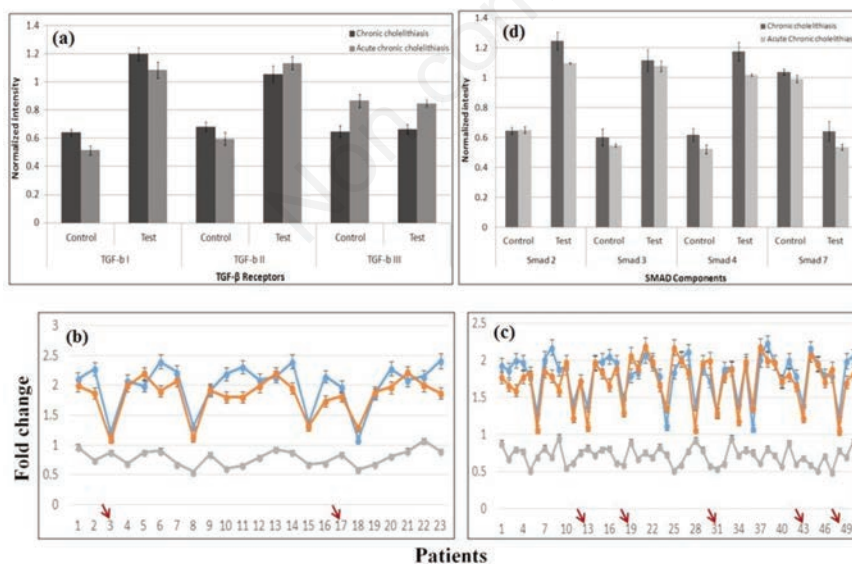 (a)
Chronic cholelithiasis
Acute chronic cholelithiasis
Normalized intensity
1.4
1.2
1
0.8
0.6
0.4
0.2
0
Control Test Control Test Control Test
TGF-b I TGF-b II TGF-b III
TGF-β Receptors
(d)
Chronic cholelithiasis
Acute Chronic cholelithiasis
Normalized intesity
1.4
1.2
1
0.8
0.6
0.4
0.2
0
Control Test Control Test Control Test Control Test
Smad 2 Smad 3 Smad 4 Smad 7
SMAD Components
Non com
(b)
Fold change
3
2.5
2
1.5
1
0.5
0
1 2 3 4 5 6 7 8 9 10 11 12 13 14 15 16 17 18 19 20 21 22 23
(c)
2.5
2
1.5
1
0.5
0
1 4 7 10 13 16 19 22 25 28 31 34 37 40 43 46 49
Patients